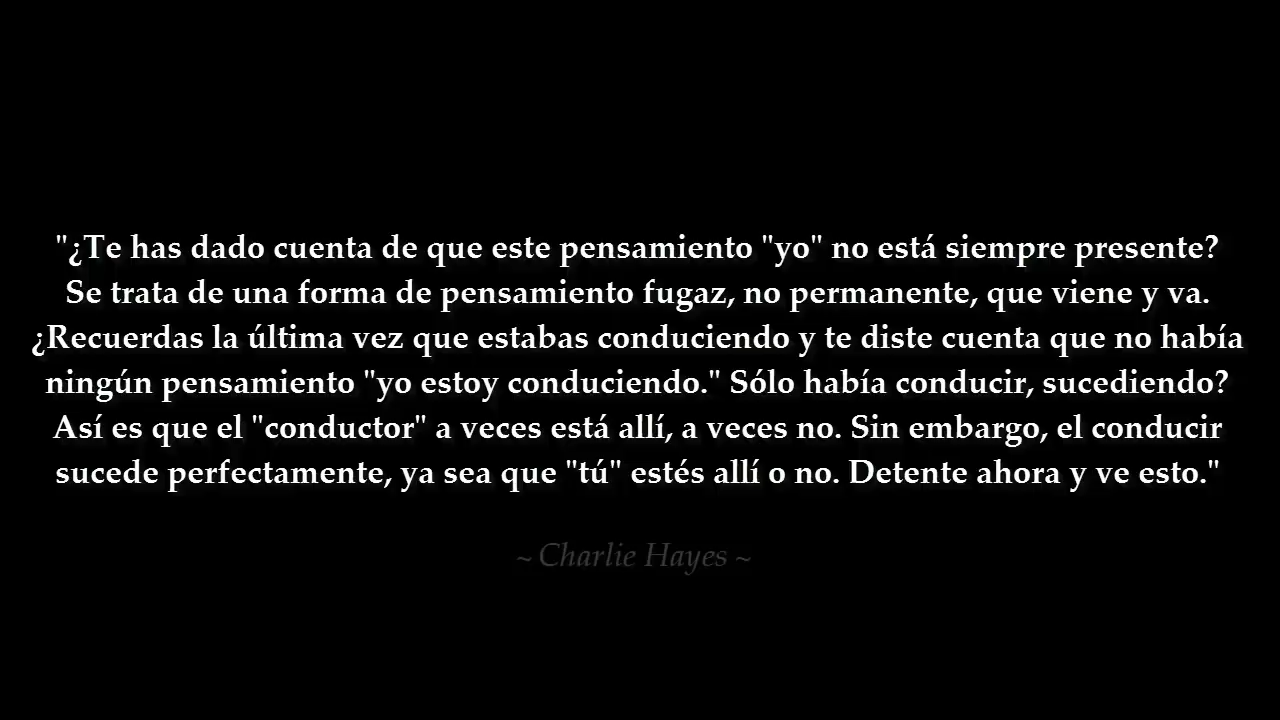 "¿Te has dado cuenta de que este pensamiento "yo" no está siempre presente?
Se trata de una forma de pensamiento fugaz, no permanente, que viene y va.
¿Recuerdas la última vez que estabas conduciendo y te diste cuenta que no había
ningún pensamiento "yo estoy conduciendo." Sólo había conducir, sucediendo?
Así es que el "conductor" a veces está allí, a veces no. Sin embargo, el conducir
sucede perfectamente, ya sea que "tú" estés allí o no. Detente ahora y ve esto."
~ Charlie Hayes ~